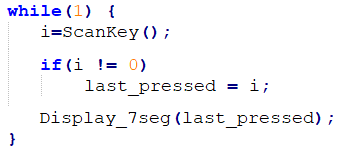 while(1) {
    i=ScanKey();
    if(i != 0)
        last_pressed = i;
    Display_7seg(last_pressed);
}